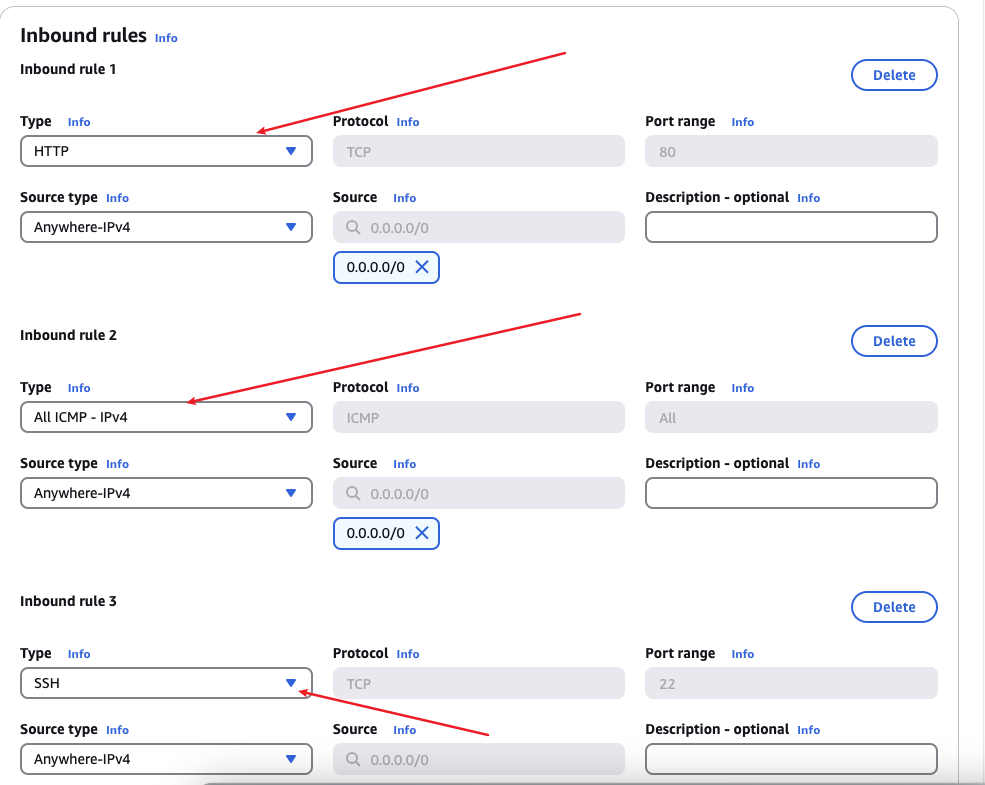 Inbound rules Info
Inbound rule 1
Delete
Type Info Protocol Info Port range Info
HTTP TCP 80
Source type Info Source Info Description - optional Info
Anywhere-IPv4 0.0.0.0/0
0.0.0.0/0
Inbound rule 2
Delete
Type Info Protocol Info Port range Info
All ICMP - IPv4 ICMP All
Source type Info Source Info Description - optional Info
Anywhere-IPv4 0.0.0.0/0
0.0.0.0/0
Inbound rule 3
Delete
Type Info Protocol Info Port range Info
SSH TCP 22
Source type Info Source Info Description - optional Info
Anywhere-IPv4 0.0.0.0/0